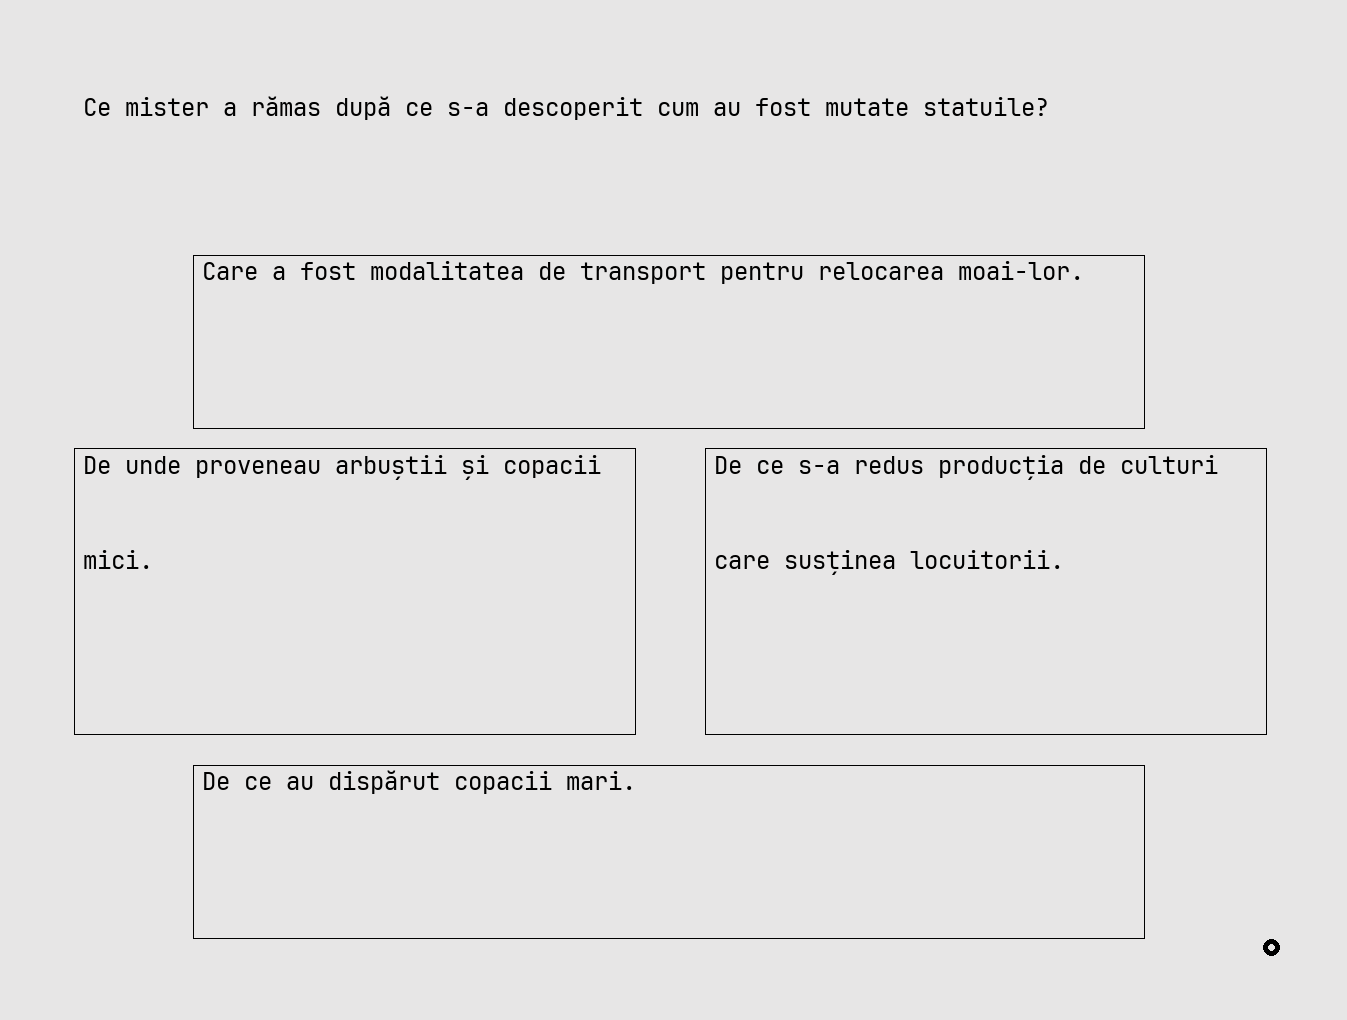 Ce mister a rămas după ce s-a descoperit cum au fost mutate statuile?
Care a fost modalitatea de transport pentru relocarea moai-lor.
De unde proveneau arbuștii și copacii
mici.
De ce s-a redus producția de culturi
care susținea locuitorii.
De ce au dispărut copacii mari.